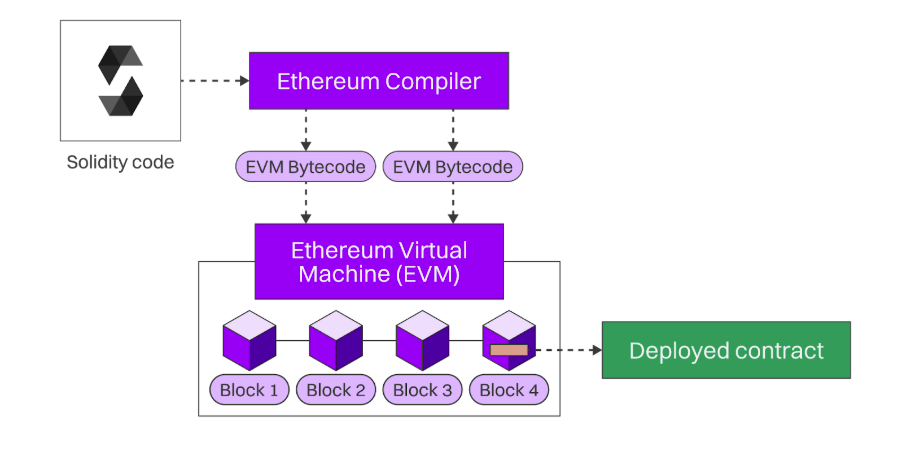 Ethereum Compiler
Solidity code
EVM Bytecode
EVM Bytecode
Ethereum Virtual
Machine (EVM)
Block 1
Block 2
Block 3
Block 4
Deployed contract